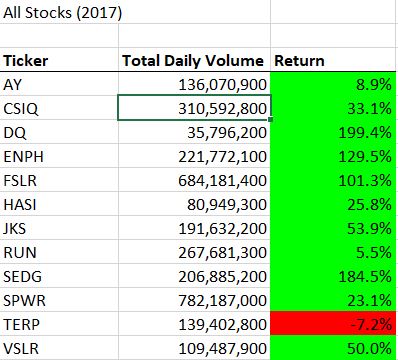 All Stocks (2017)
Ticker Total Daily Volume Return
AY 136,070,900 8.9%
CSIQ 310,592,800 33.1%
DQ 35,796,200 199.4%
ENPH 221,772,100 129.5%
FSLR 684,181,400 101.3%
HASI 80,949,300 25.8%
JKS 191,632,200 53.9%
RUN 267,681,300 5.5%
SEDG 206,885,200 184.5%
SPWR 782,187,000 23.1%
TERP 139,402,800 -7.2%
VSLR 109,487,900 50.0%